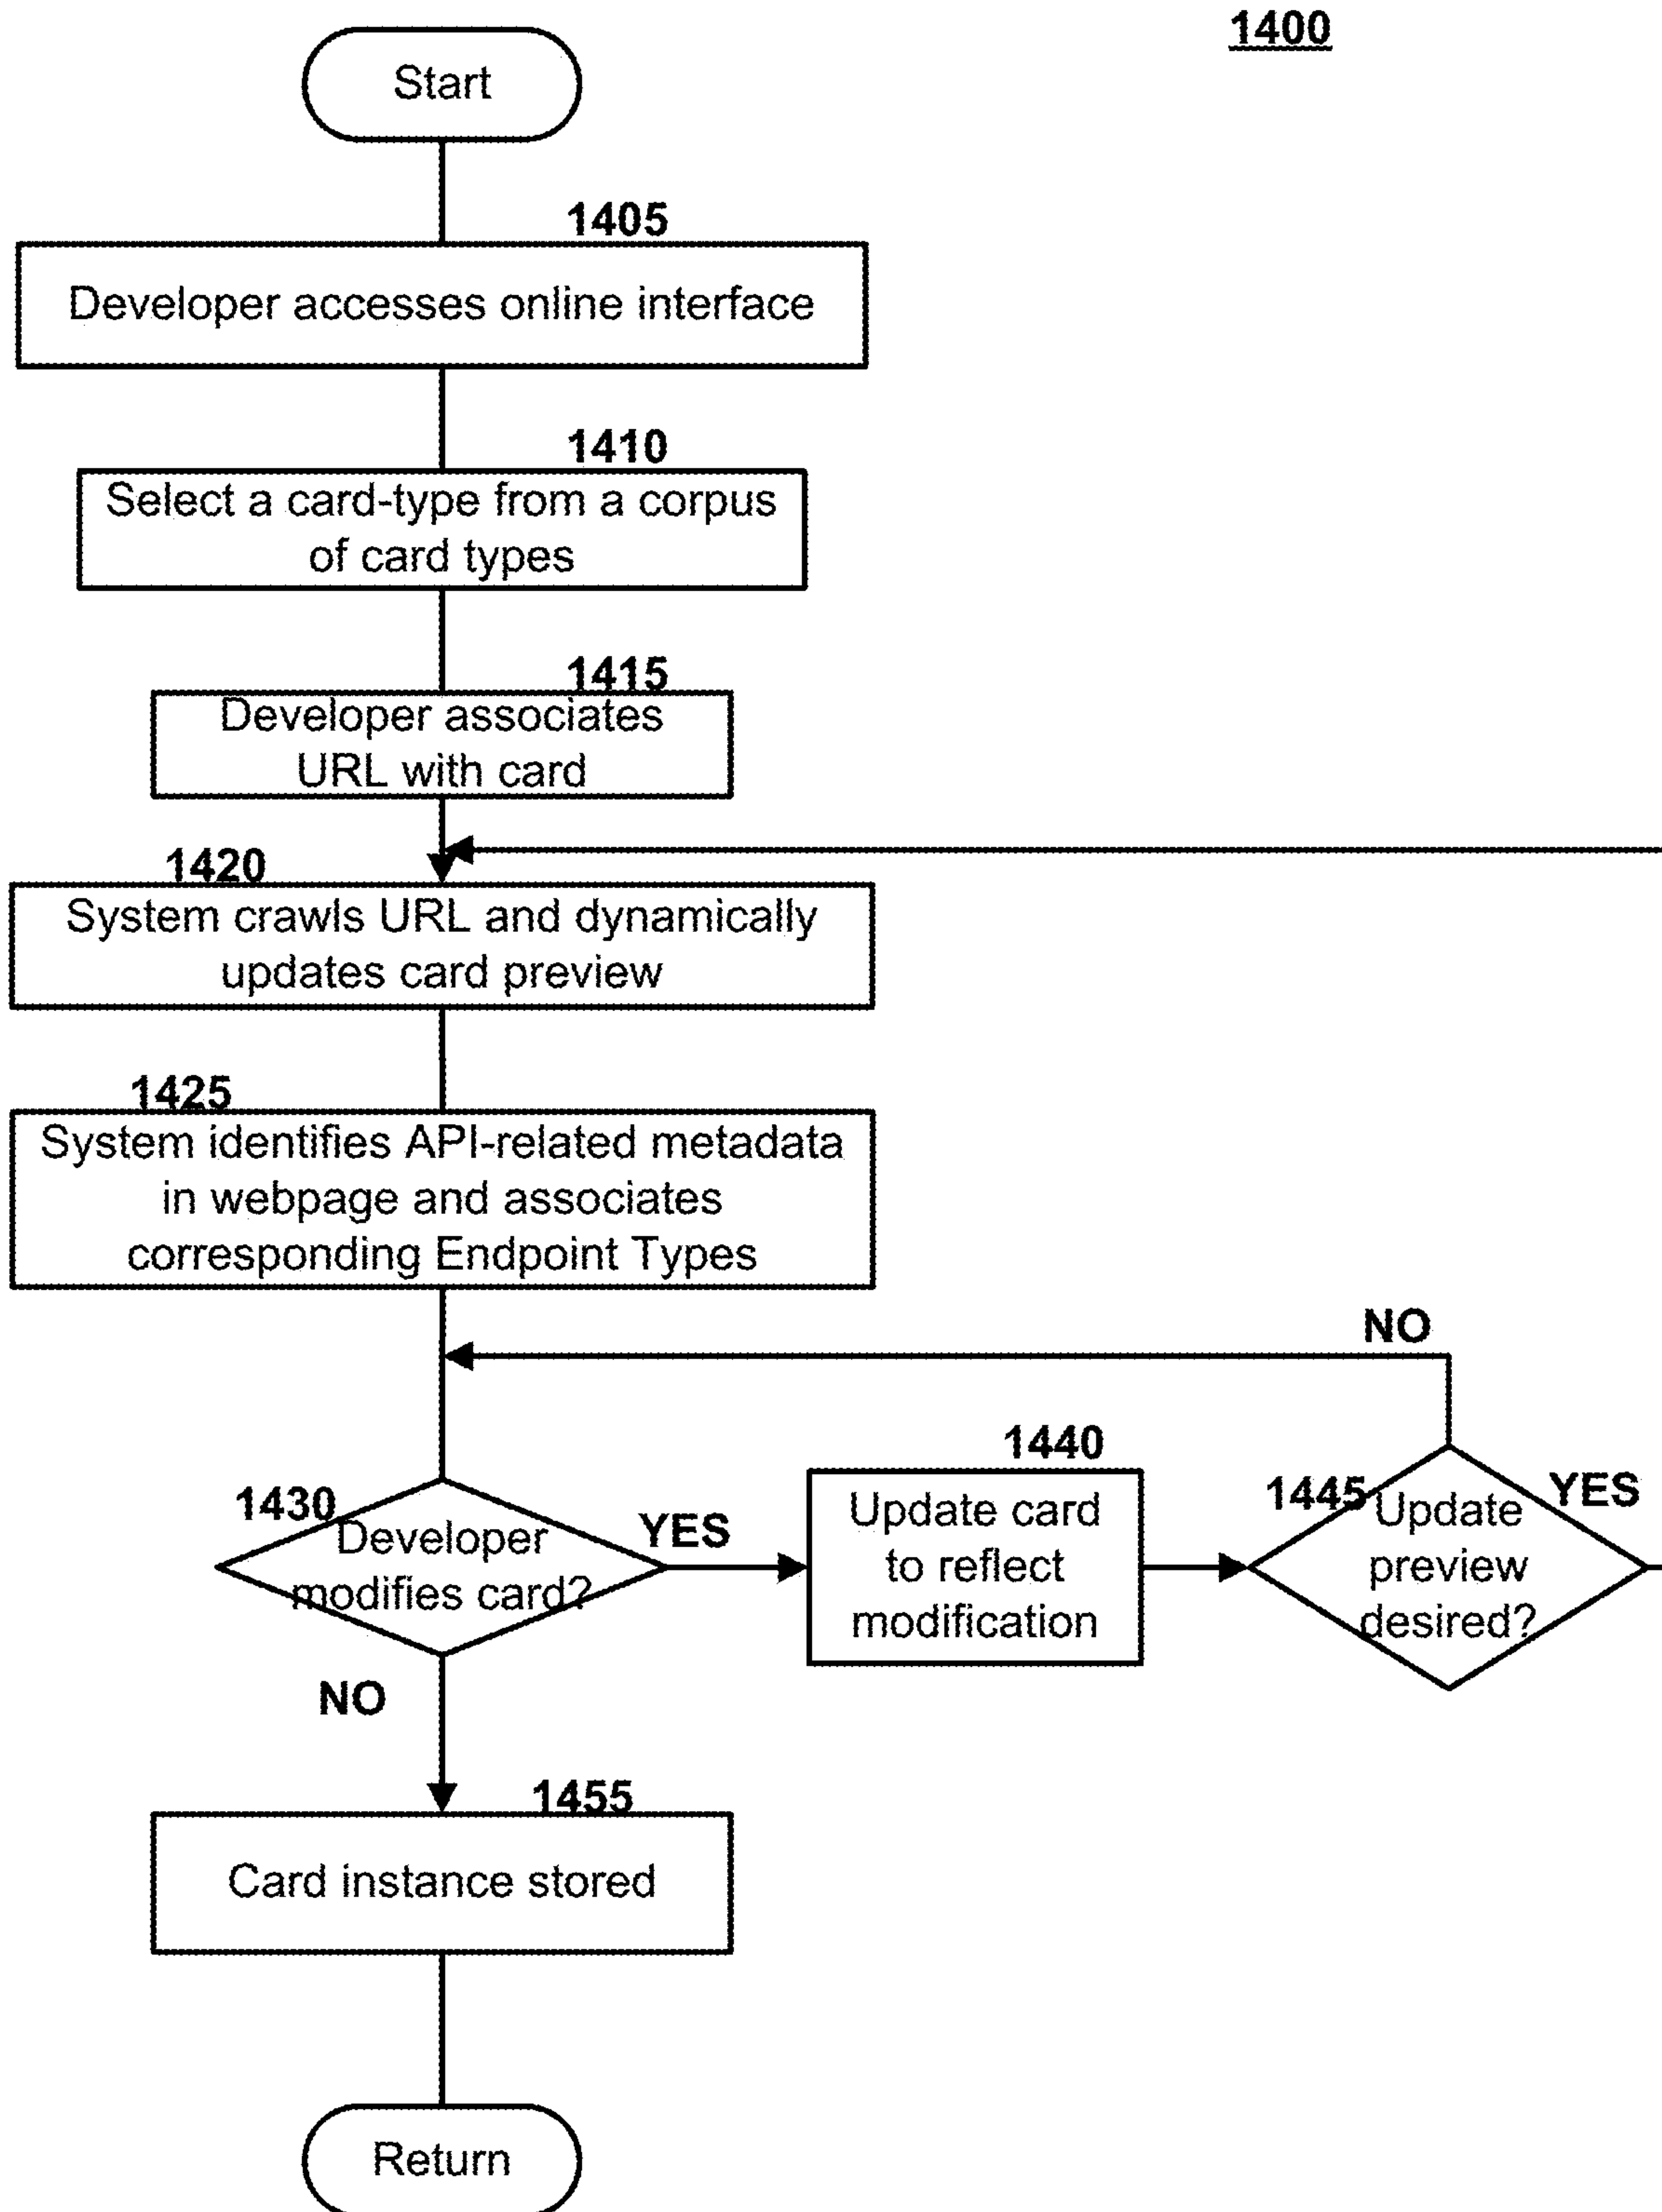 1400
Start
1405
Developer accesses online interface
1410
Select a card-type from a corpus
of card types
1415
Developer associates
URL with card
1420
System crawls URL and dynamically
updates card preview
1425
System identifies API-related metadata
in webpage and associates
corresponding Endpoint Types
NO
1430
Developer
modifies card?
YES
1440
Update card
to reflect
modification
1445
Update
preview
desired?
YES
NO
1455
Card instance stored
Return